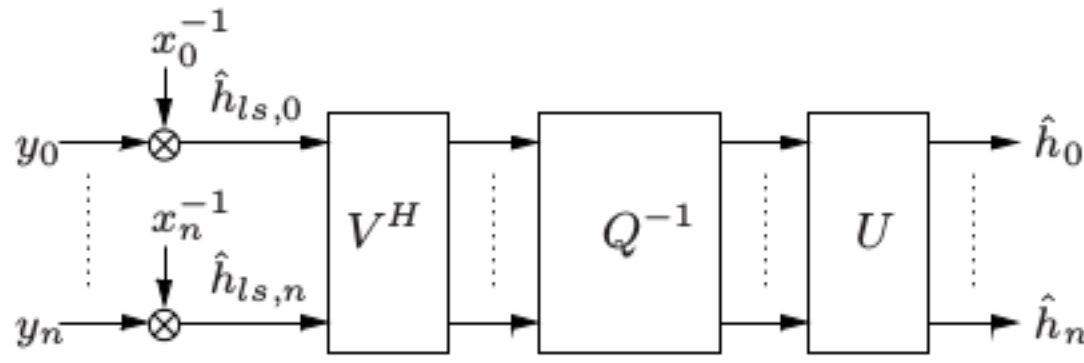 x_0^{-1}
ĥ_{ls,0}
y_0
V^H
Q^{-1}
U
ĥ_0
x_n^{-1}
ĥ_{ls,n}
y_n
ĥ_n